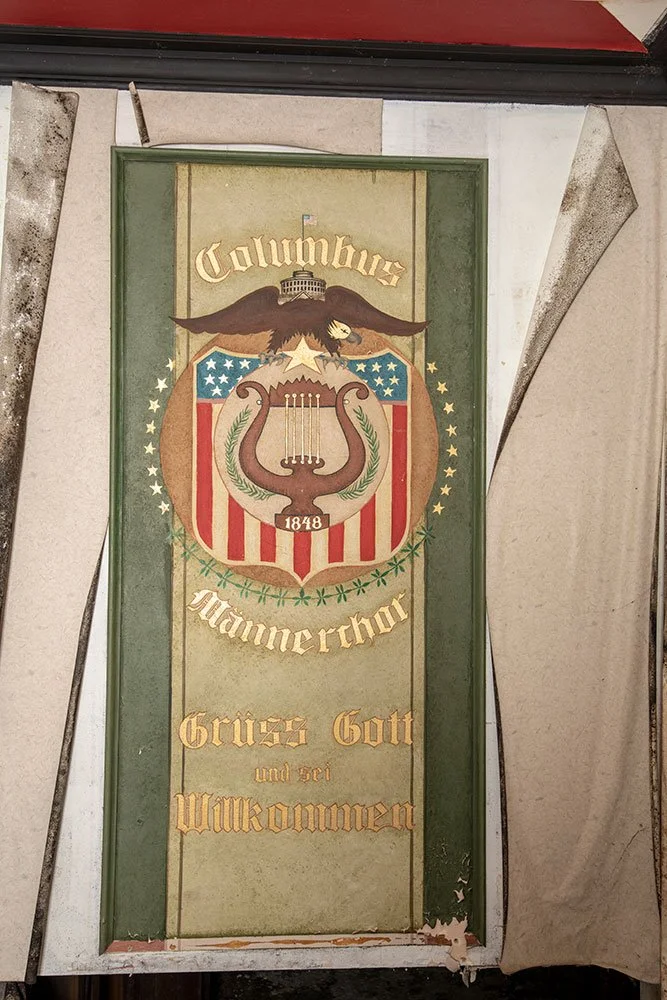 Columbus
1848
Männerchor
Grüss Gott
und sei
Willkommen